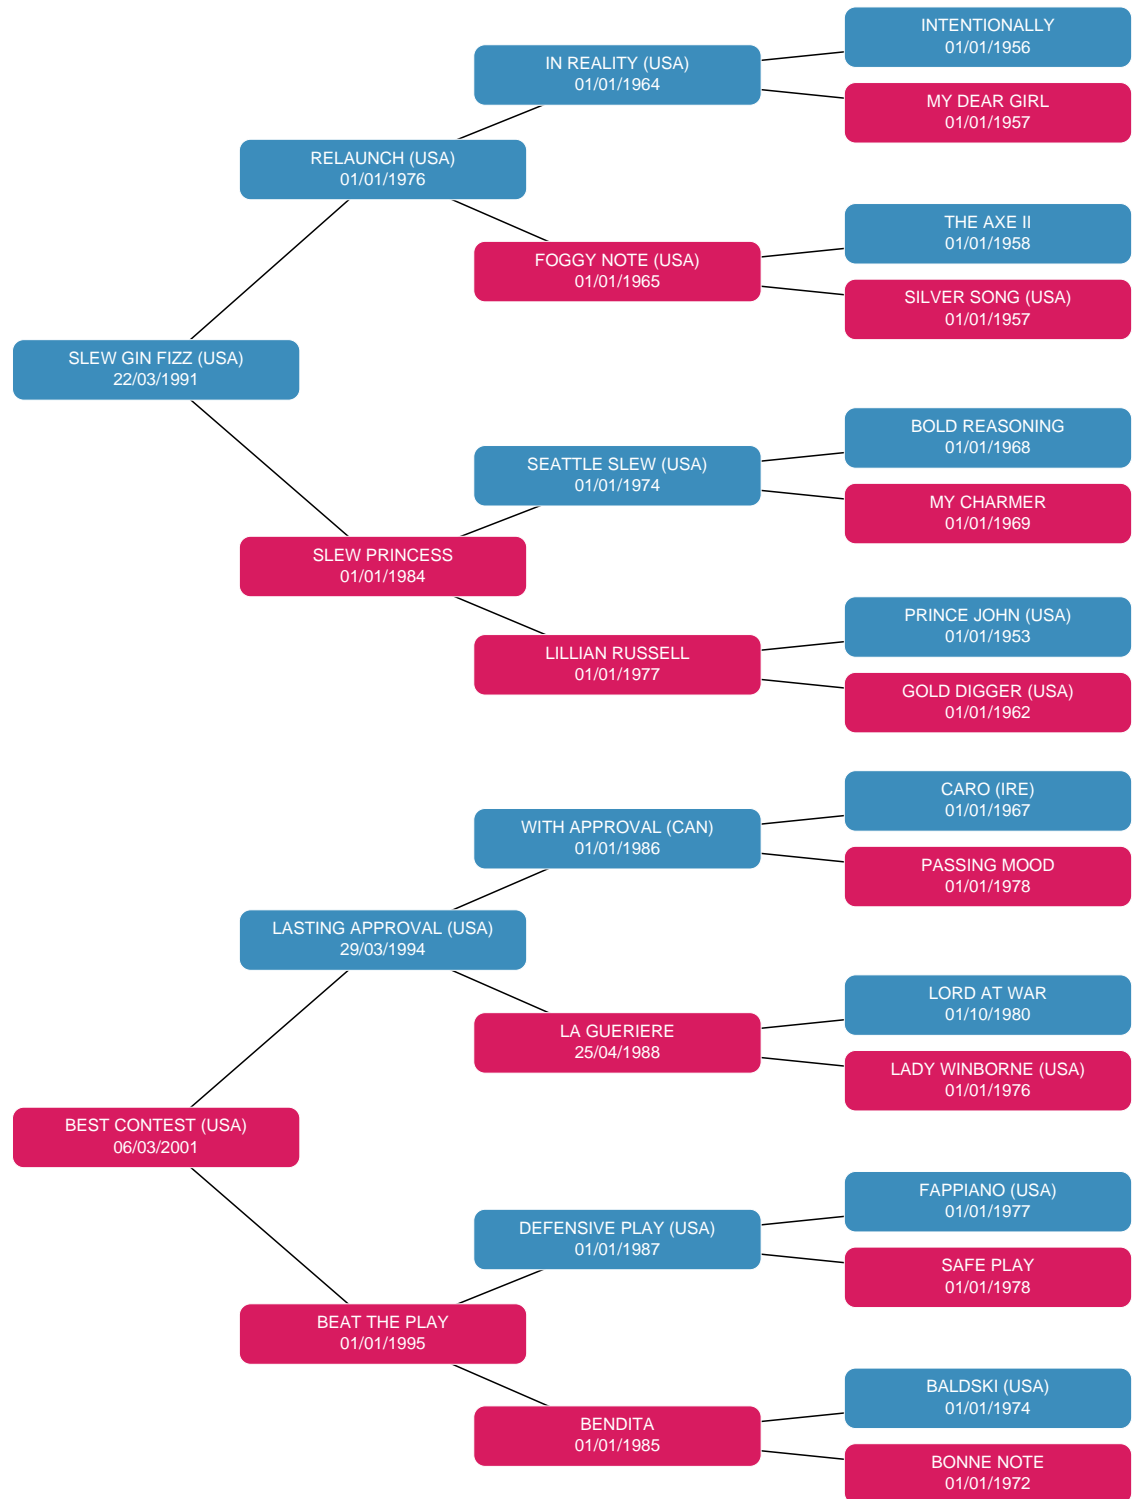 INTENTIONALLY
01/01/1956
IN REALITY (USA)
01/01/1964
MY DEAR GIRL
01/01/1957
RELAUNCH (USA)
01/01/1976
THE AXE II
01/01/1958
FOGGY NOTE (USA)
01/01/1965
SILVER SONG (USA)
01/01/1957
SLEW GIN FIZZ (USA)
22/03/1991
BOLD REASONING
01/01/1968
SEATTLE SLEW (USA)
01/01/1974
MY CHARMER
01/01/1969
SLEW PRINCESS
01/01/1984
PRINCE JOHN (USA)
01/01/1953
LILLIAN RUSSELL
01/01/1977
GOLD DIGGER (USA)
01/01/1962
CARO (IRE)
01/01/1967
WITH APPROVAL (CAN)
01/01/1986
PASSING MOOD
01/01/1978
LASTING APPROVAL (USA)
29/03/1994
LORD AT WAR
01/10/1980
LA GUERIERE
25/04/1988
LADY WINBORNE (USA)
01/01/1976
BEST CONTEST (USA)
06/03/2001
FAPPIANO (USA)
01/01/1977
DEFENSIVE PLAY (USA)
01/01/1987
SAFE PLAY
01/01/1978
BEAT THE PLAY
01/01/1995
BALDSKI (USA)
01/01/1974
BENDITA
01/01/1985
BONNE NOTE
01/01/1972